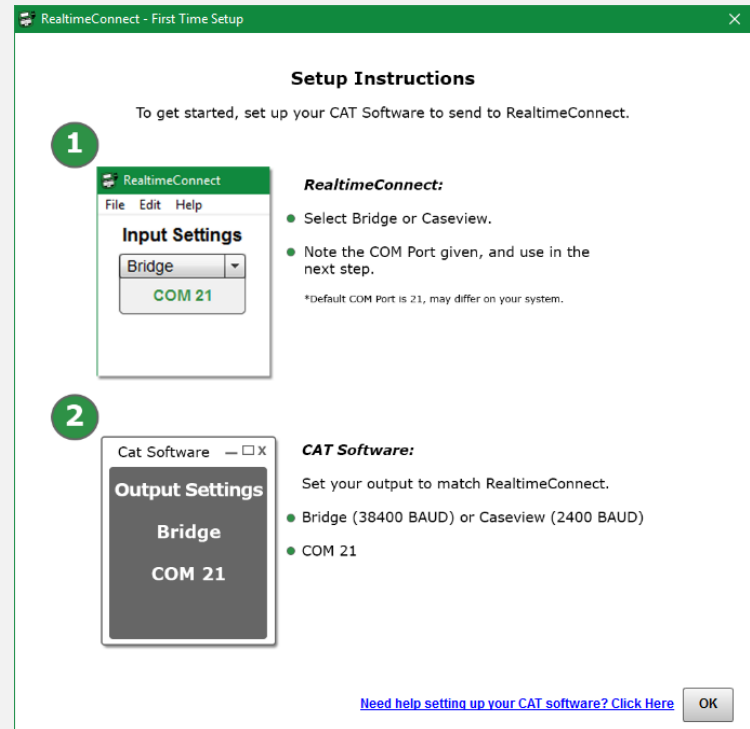 RealtimeConnect - First Time Setup
Setup Instructions
To get started, set up your CAT Software to send to RealtimeConnect.
1
RealtimeConnect
File Edit Help
Input Settings
Bridge
COM 21
RealtimeConnect:
Select Bridge or Caseview.
Note the COM Port given, and use in the
next step.
*Default COM Port is 21, may differ on your system.
2
Cat Software
Output Settings
Bridge
COM 21
CAT Software:
Set your output to match RealtimeConnect.
Bridge (38400 BAUD) or Caseview (2400 BAUD)
COM 21
Need help setting up your CAT software? Click Here
OK